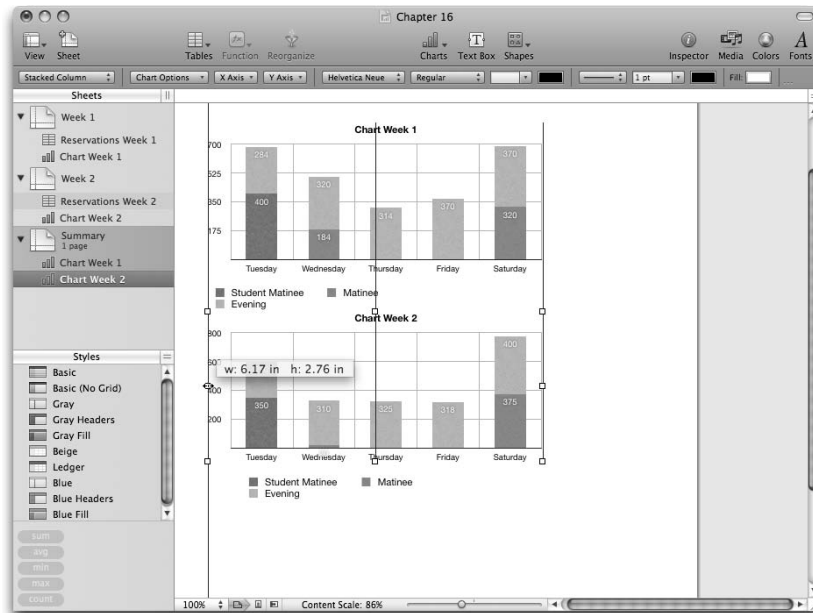 Chapter 16
View Sheet Tables Function Reorganize Charts Text Box Shapes Inspector Media Colors Fonts
Stacked Column Chart Options X Axis Y Axis Helvetica Neue Regular 1 pt Fill:
Sheets
Week 1
Reservations Week 1
Chart Week 1
Week 2
Reservations Week 2
Chart Week 2
Summary
1 page
Chart Week 1
Chart Week 2
Styles
Basic
Basic (No Grid)
Gray
Gray Headers
Gray Fill
Beige
Ledger
Blue
Blue Headers
Blue Fill
sum
avg
min
max
count
Chart Week 1
700
525
350
175
284
400
320
184
314
370
370
320
Tuesday Wednesday Thursday Friday Saturday
Student Matinee Matinee
Evening
Chart Week 2
800
600
400
200
w: 6.17 in h: 2.76 in
350
310
325
318
400
375
Tuesday Wednesday Thursday Friday Saturday
Student Matinee Matinee
Evening
100% Content Scale: 86%